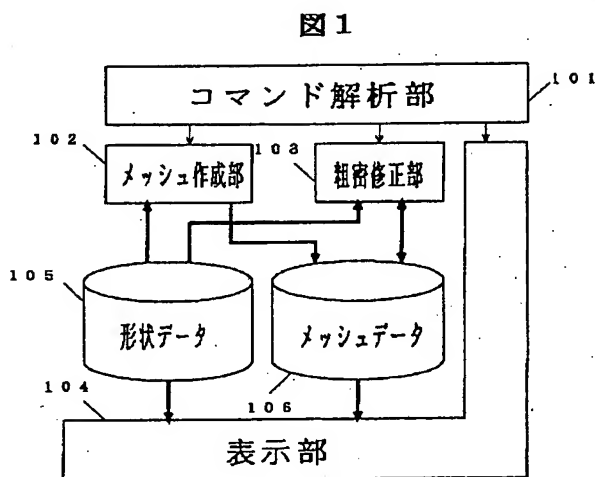 図1
コマンド解析部
101
102
メッシュ作成部
103
粗密修正部
105
形状データ
メッシュデータ
104
106
表示部